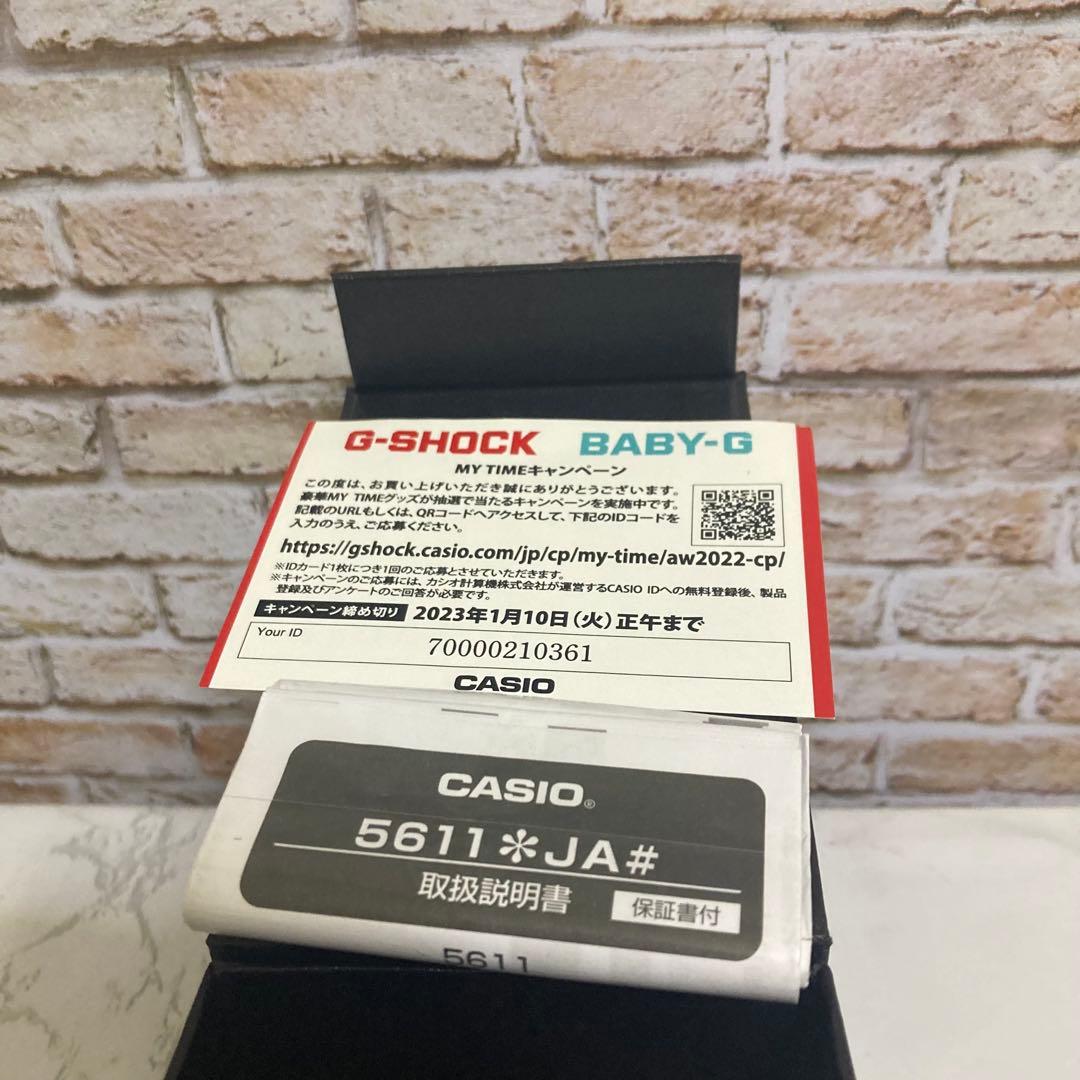 G-SHOCK BABY-G
MY TIMEキャンペーン
この度は、お買い上げいただき誠にありがとうございます。
豪華MY TIMEグッズが抽選で当たるキャンペーンを実施中です。
記載のURLもしくは、QRコードへアクセスして、下記のIDコードを
入力のうえ、ご応募ください。
https://gshock.casio.com/jp/cp/my-time/aw2022-cp/
※IDカード1枚につき1回のご応募とさせていただきます。
※キャンペーンのご応募には、カシオ計算機株式会社が運営するCASIO IDへの無料登録後、製品
登録及びアンケートのご回答が必要です。
キャンペーン締め切り 2023年1月10日(火)正午まで
Your ID
70000210361
CASIO
CASIO®
5611✽JA#
取扱説明書 保証書付
5611